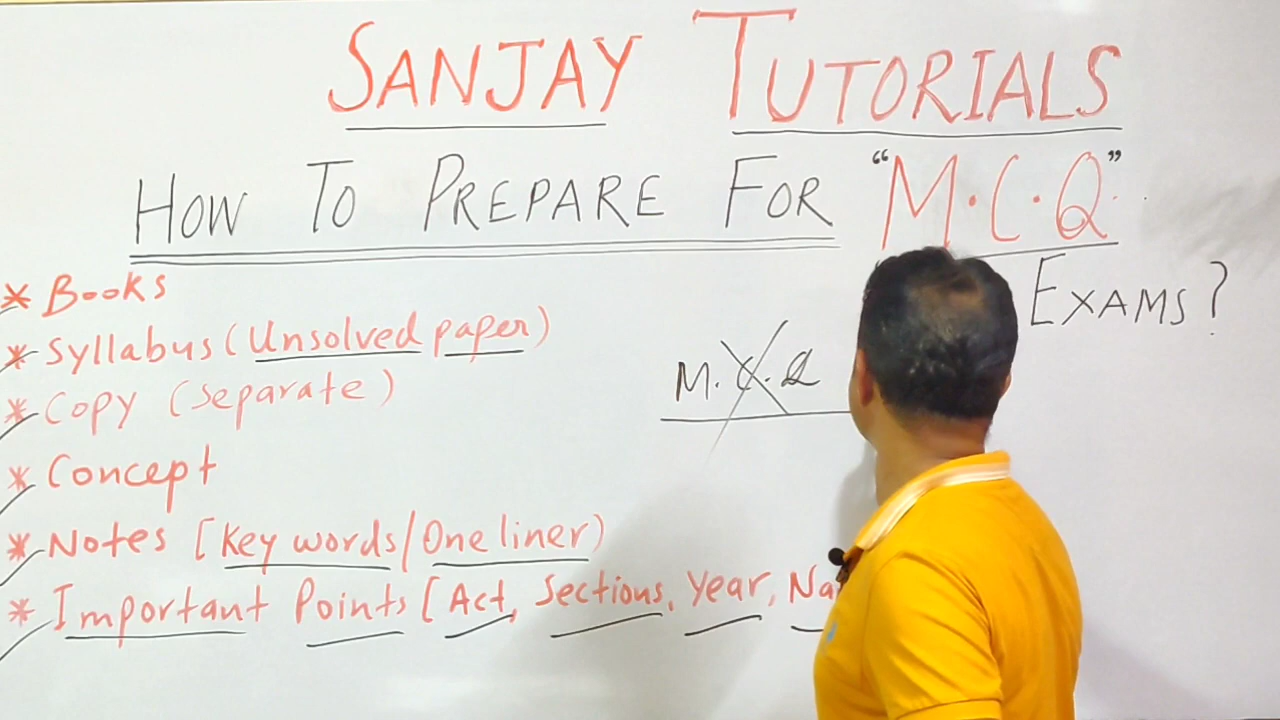 SANJAY TUTORIALS
HOW TO PREPARE FOR "M.C.Q"
EXAMS?
* Books
* Syllabus (Unsolved paper)
M.C.Q
* Copy (Separate)
* Concept
* Notes [Key words/One liner)
* Important Points [Act, Sections, Year,